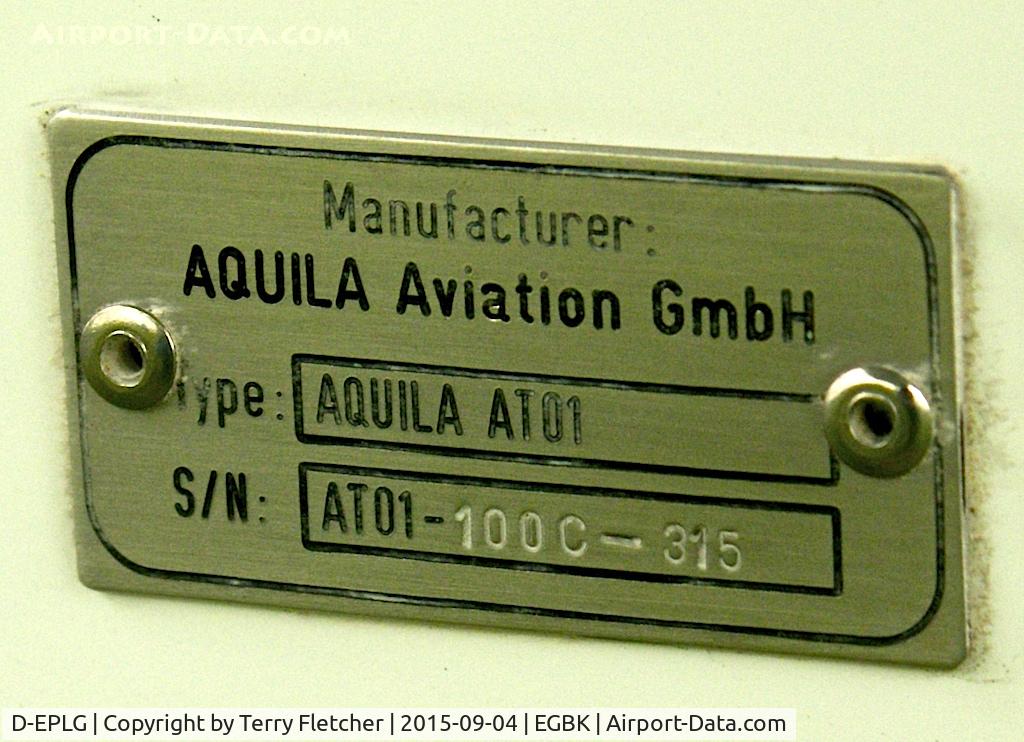 AIRPORT-DATA.COM
Manufacturer:
AQUILA Aviation GmbH
Type: AQUILA AT01
S/N: AT01-100C-315
D-EPLG | Copyright by Terry Fletcher | 2015-09-04 | EGBK | Airport-Data.com